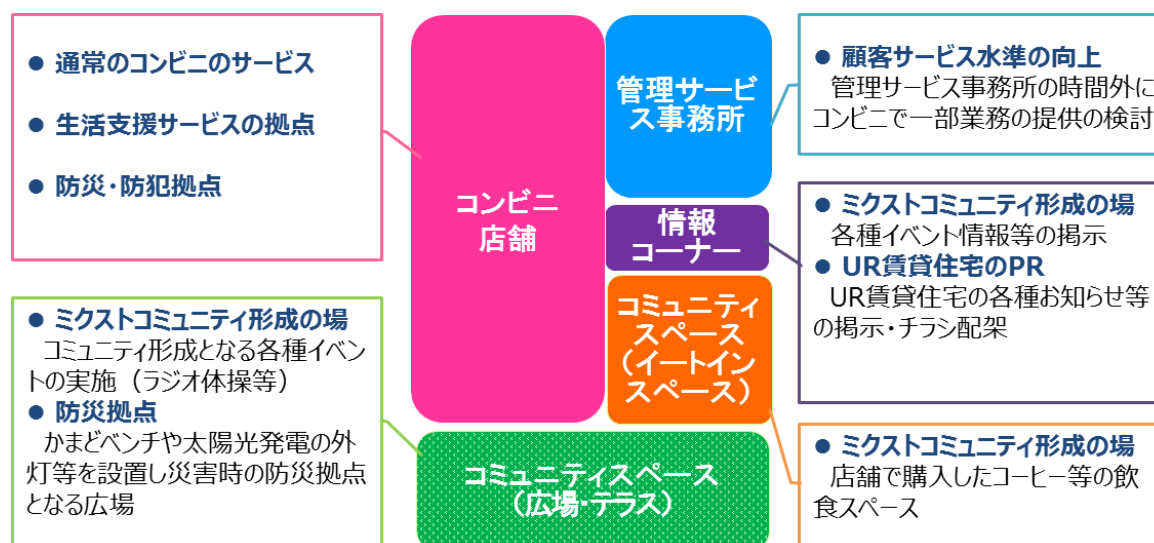 ● 通常のコンビニのサービス
● 生活支援サービスの拠点
● 防災・防犯拠点
● ミクストコミュニティ形成の場
コミュニティ形成となる各種イベン
トの実施（ラジオ体操等）
● 防災拠点
かまどベンチや太陽光発電の外
灯等を設置し災害時の防災拠点
となる広場
コンビニ
店舗
管理サービ
ス事務所
情報
コーナー
コミュニティ
スペース
（イートイン
スペース）
コミュニティスペース
（広場・テラス）
● 顧客サービス水準の向上
管理サービス事務所の時間外に
コンビニで一部業務の提供の検討
● ミクストコミュニティ形成の場
各種イベント情報等の掲示
● UR賃貸住宅のPR
UR賃貸住宅の各種お知らせ等
の掲示・チラシ配架
● ミクストコミュニティ形成の場
店舗で購入したコーヒー等の飲
食スペース